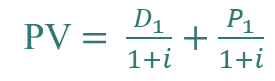 PV = D₁/1+i + P₁/1+i